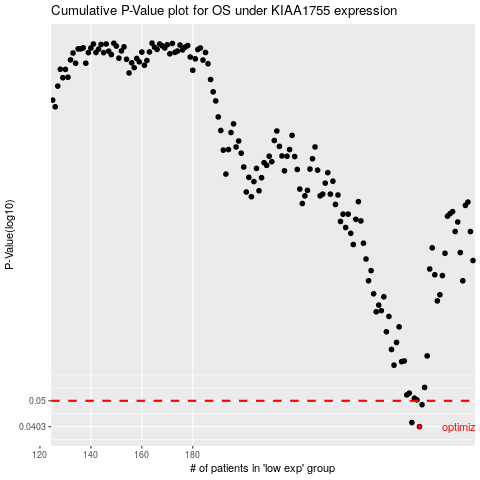 Cumulative P-Value plot for OS under KIAA1755 expression
P-Value(log10)
0.05
0.0403
optimiz
120 140 160 180
# of patients in 'low exp' group